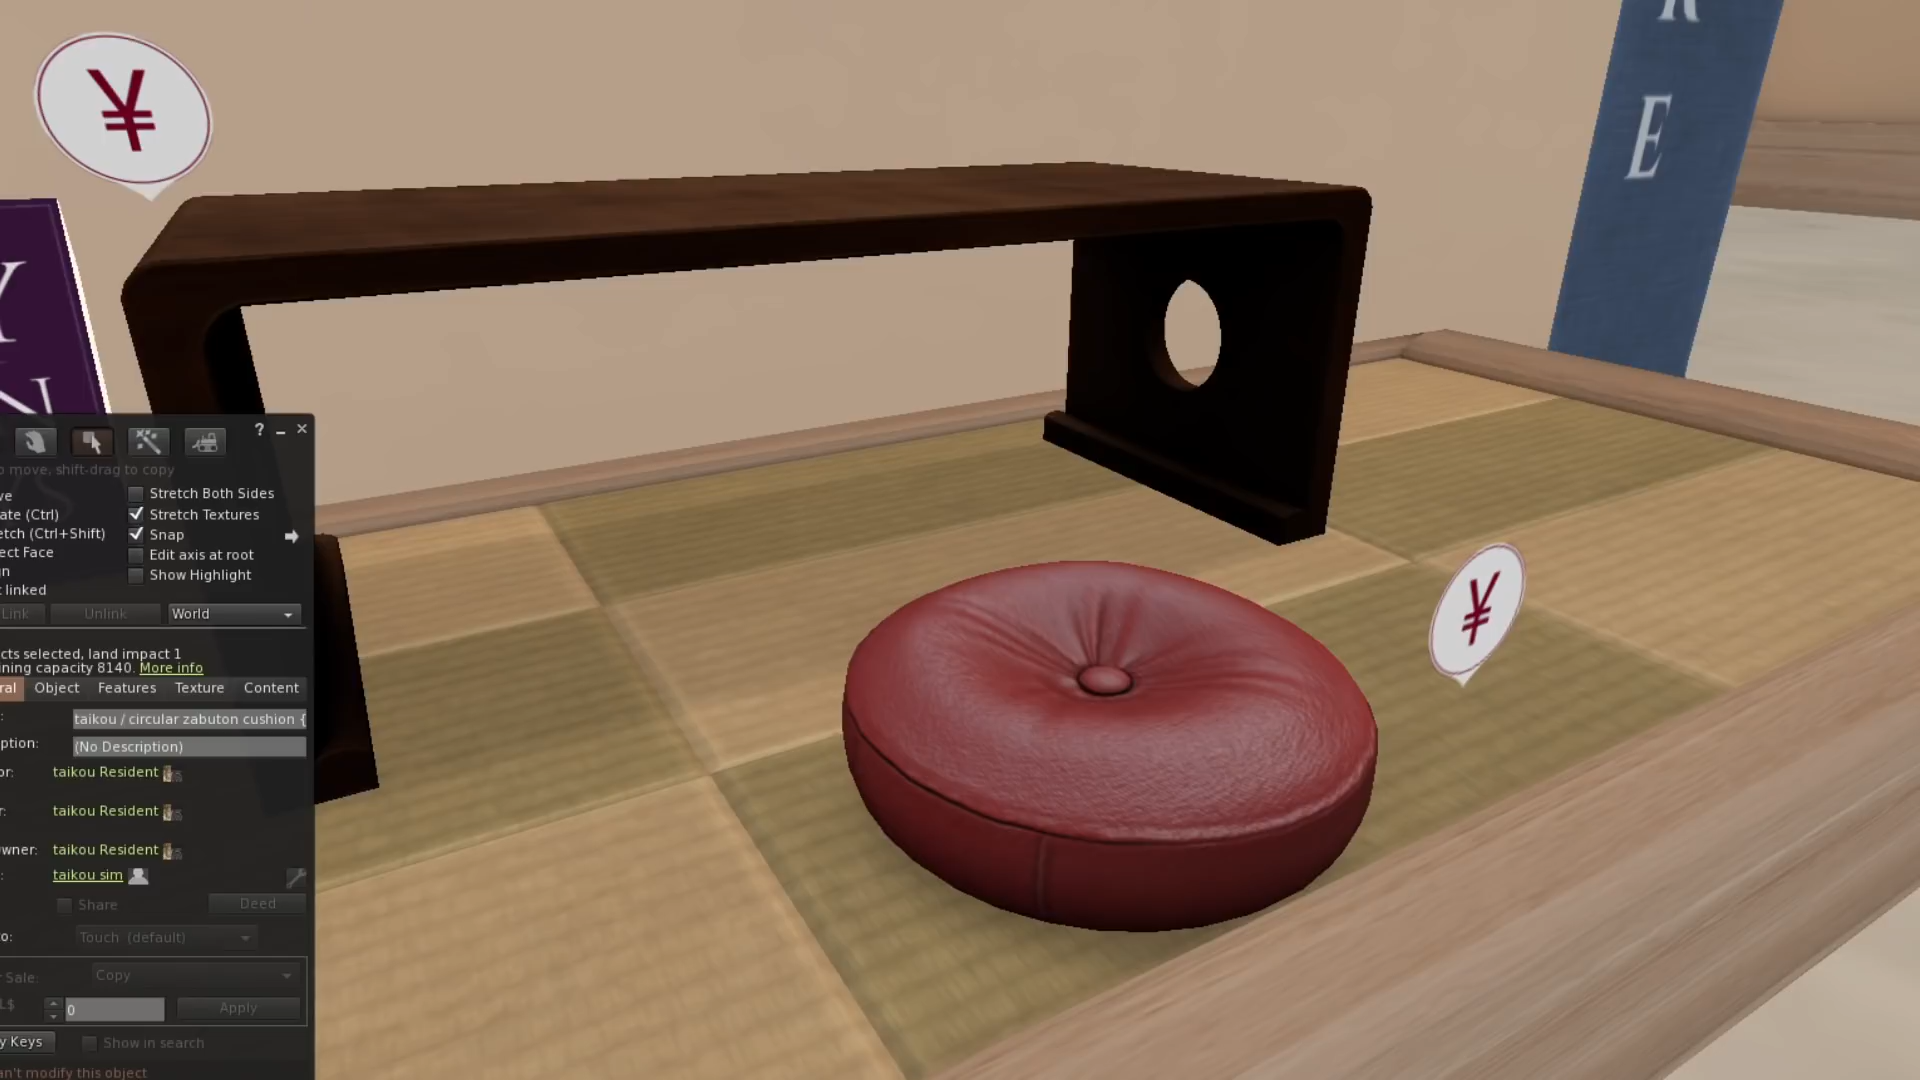 ¥
R
E
Y
N
¥
?
o move, shift-drag to copy
ve
Stretch Both Sides
ate (Ctrl)
Stretch Textures
etch (Ctrl+Shift)
Snap
ect Face
Edit axis at root
gn
Show Highlight
t linked
Link
Unlink
World
cts selected, land impact 1
ining capacity 8140. More info
ral
Object
Features
Texture
Content
:
taikou / circular zabuton cushion {
iption:
(No Description)
or:
taikou Resident
r:
taikou Resident
wner:
taikou Resident
:
taikou sim
Share
Deed
to:
Touch (default)
r Sale:
Copy
L$
0
Apply
y Keys
Show in search
an't modify this object